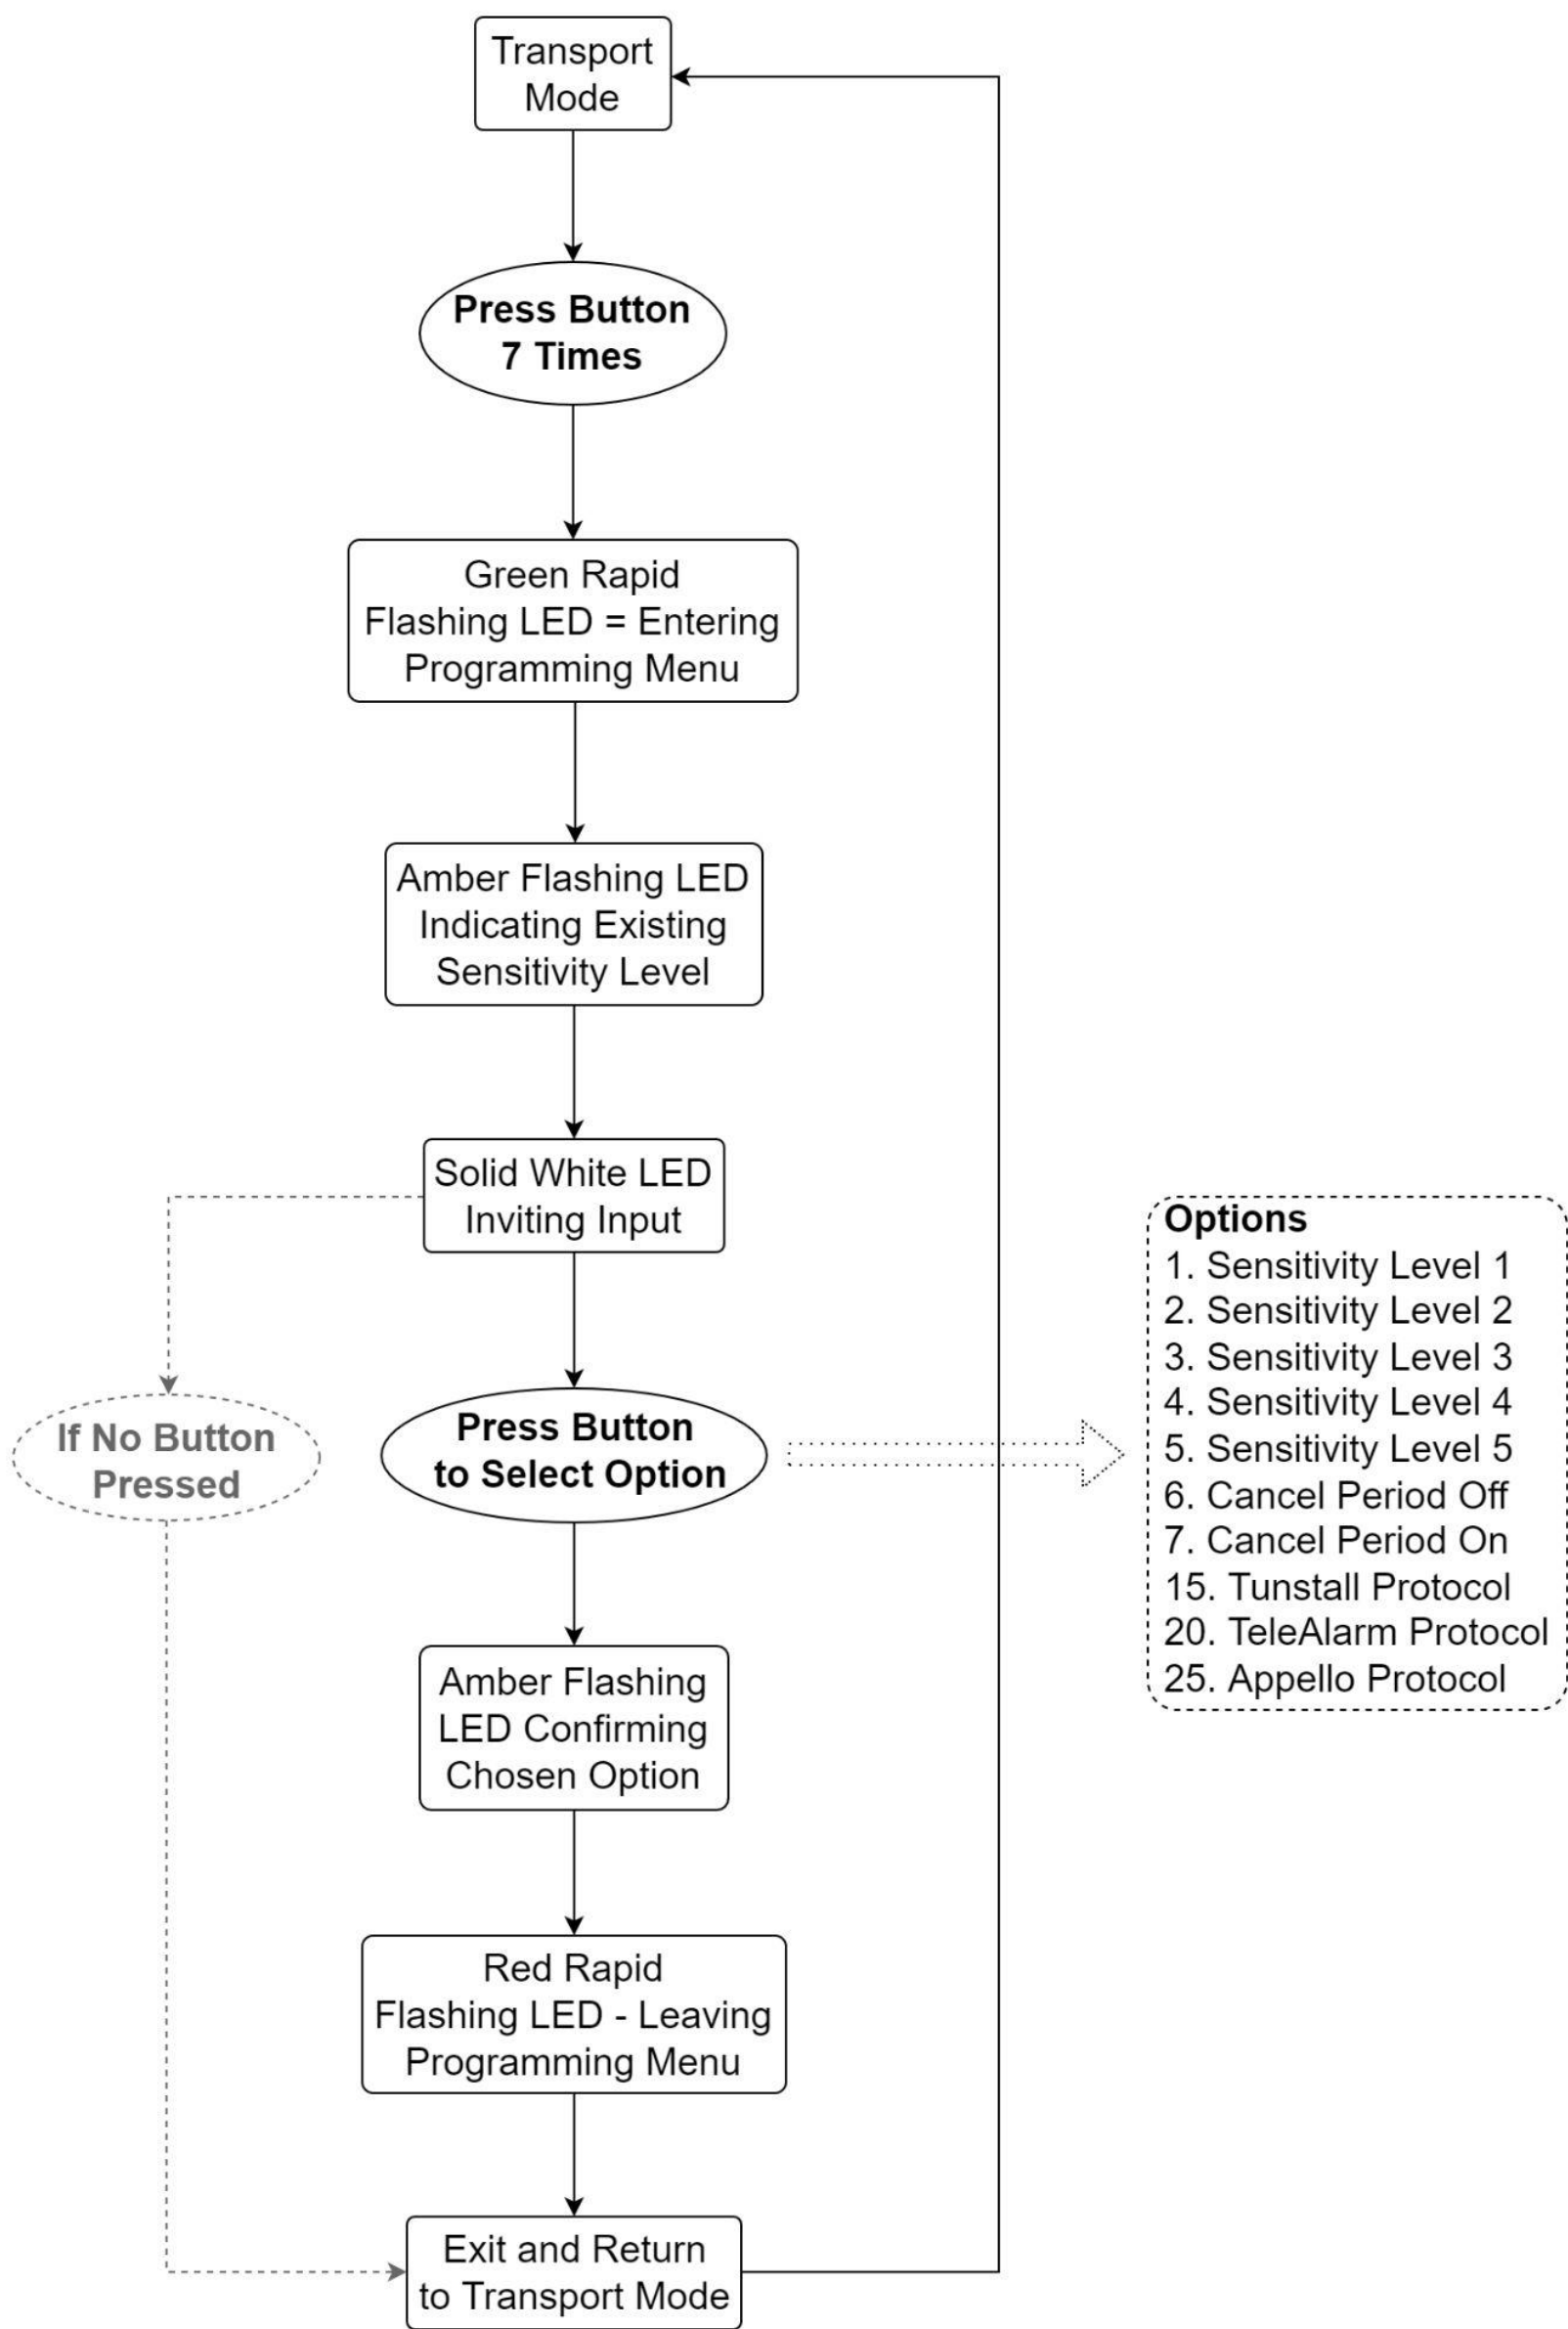 Transport
Mode
Press Button
7 Times
Green Rapid
Flashing LED = Entering
Programming Menu
Amber Flashing LED
Indicating Existing
Sensitivity Level
Solid White LED
Inviting Input
If No Button
Pressed
Press Button
to Select Option
Options
1. Sensitivity Level 1
2. Sensitivity Level 2
3. Sensitivity Level 3
4. Sensitivity Level 4
5. Sensitivity Level 5
6. Cancel Period Off
7. Cancel Period On
15. Tunstall Protocol
20. TeleAlarm Protocol
25. Appello Protocol
Amber Flashing
LED Confirming
Chosen Option
Red Rapid
Flashing LED - Leaving
Programming Menu
Exit and Return
to Transport Mode